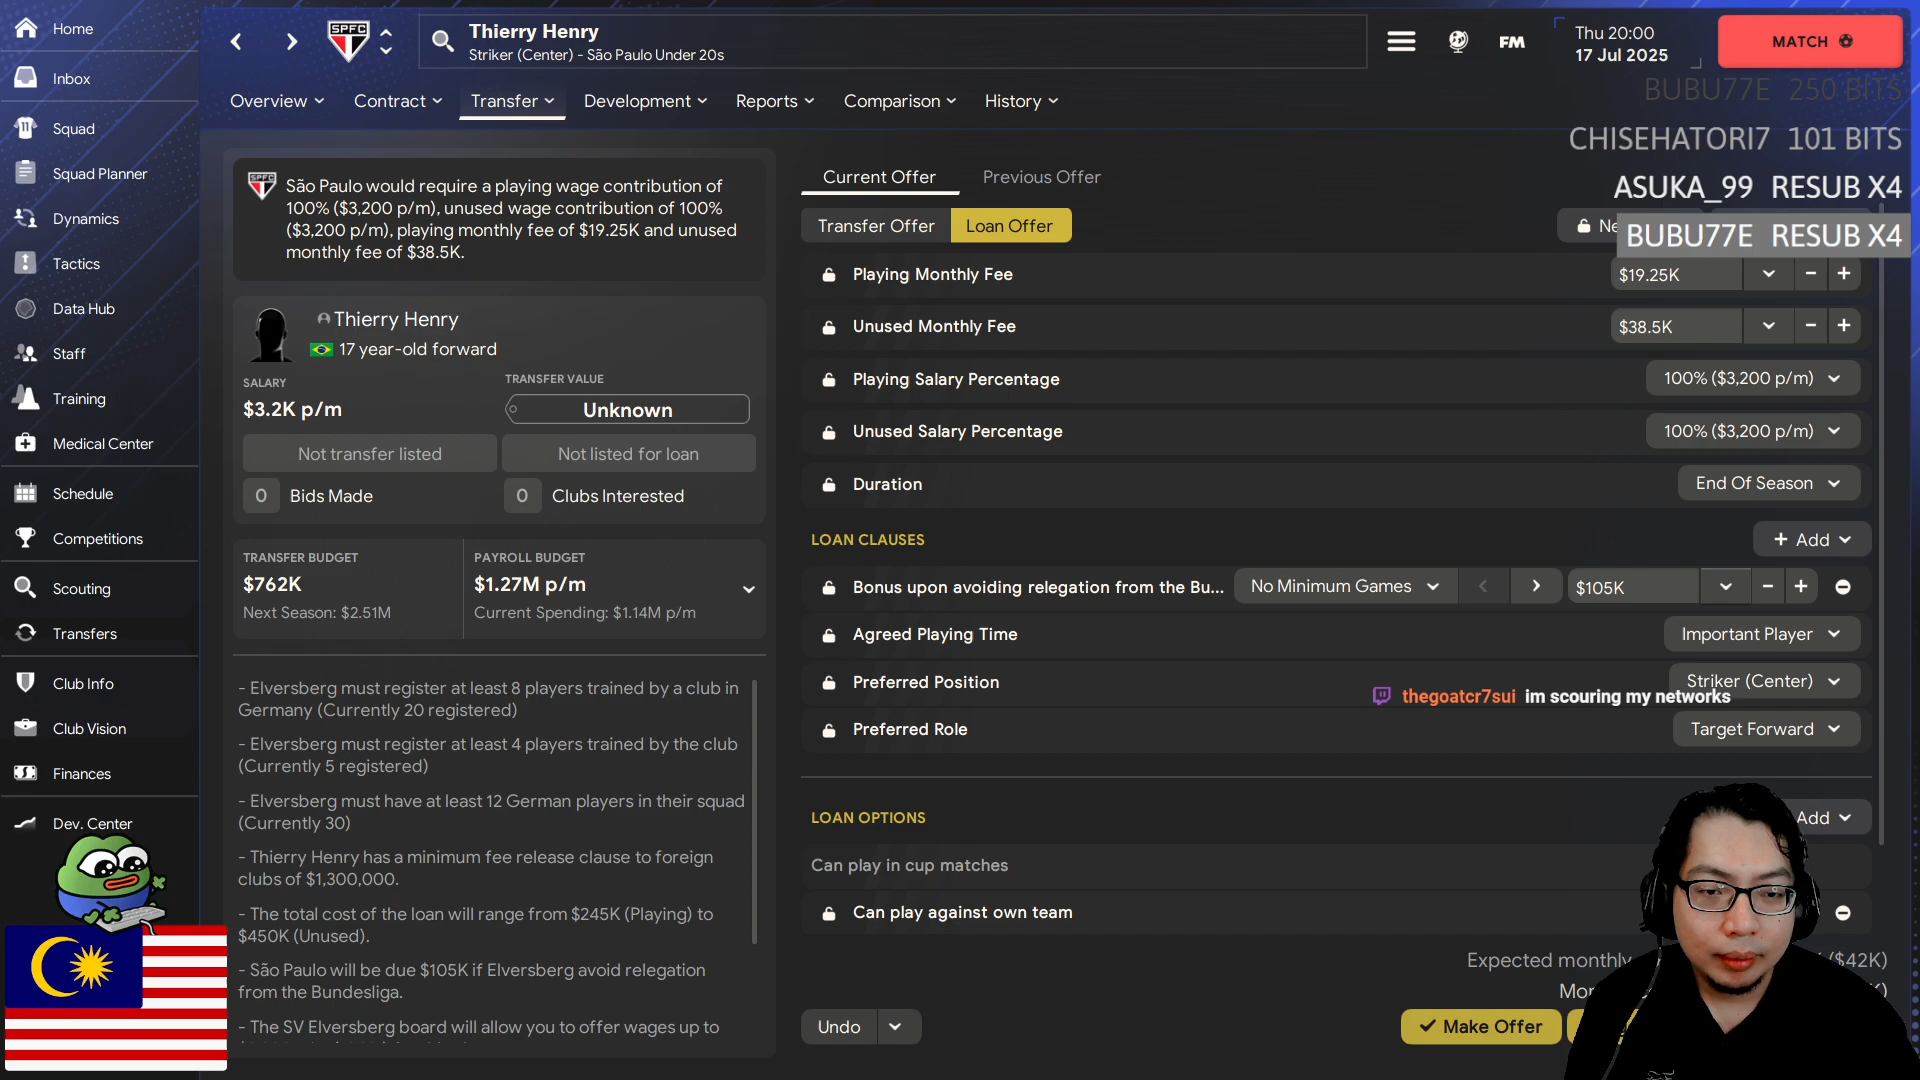 Home
Inbox
Squad
Squad Planner
Dynamics
Tactics
Data Hub
Staff
Training
Medical Center
Schedule
Competitions
Scouting
Transfers
Club Info
Club Vision
Finances
Dev. Center
SPFC
Thierry Henry
Striker (Center) - São Paulo Under 20s
FM
Thu 20:00
17 Jul 2025
MATCH
Overview
Contract
Transfer
Development
Reports
Comparison
History
BUBU77E 250 BITS
CHISEHATORI7 101 BITS
ASUKA_99 RESUB X4
BUBU77E RESUB X4
SPFC
São Paulo would require a playing wage contribution of
100% ($3,200 p/m), unused wage contribution of 100%
($3,200 p/m), playing monthly fee of $19.25K and unused
monthly fee of $38.5K.
Thierry Henry
17 year-old forward
SALARY
$3.2K p/m
TRANSFER VALUE
Unknown
Not transfer listed
Not listed for loan
0 Bids Made
0 Clubs Interested
TRANSFER BUDGET
$762K
Next Season: $2.51M
PAYROLL BUDGET
$1.27M p/m
Current Spending: $1.14M p/m
- Elversberg must register at least 8 players trained by a club in
Germany (Currently 20 registered)
- Elversberg must register at least 4 players trained by the club
(Currently 5 registered)
- Elversberg must have at least 12 German players in their squad
(Currently 30)
- Thierry Henry has a minimum fee release clause to foreign
clubs of $1,300,000.
- The total cost of the loan will range from $245K (Playing) to
$450K (Unused).
- São Paulo will be due $105K if Elversberg avoid relegation
from the Bundesliga.
- The SV Elversberg board will allow you to offer wages up to
Current Offer
Previous Offer
Transfer Offer
Loan Offer
Playing Monthly Fee $19.25K
Unused Monthly Fee $38.5K
Playing Salary Percentage 100% ($3,200 p/m)
Unused Salary Percentage 100% ($3,200 p/m)
Duration End Of Season
LOAN CLAUSES
Add
Bonus upon avoiding relegation from the Bu... No Minimum Games $105K
Agreed Playing Time Important Player
Preferred Position Striker (Center)
thegoatcr7sui im scouring my networks
Preferred Role Target Forward
LOAN OPTIONS
Add
Can play in cup matches
Can play against own team
Expected monthly ($42K)
Undo
Make Offer